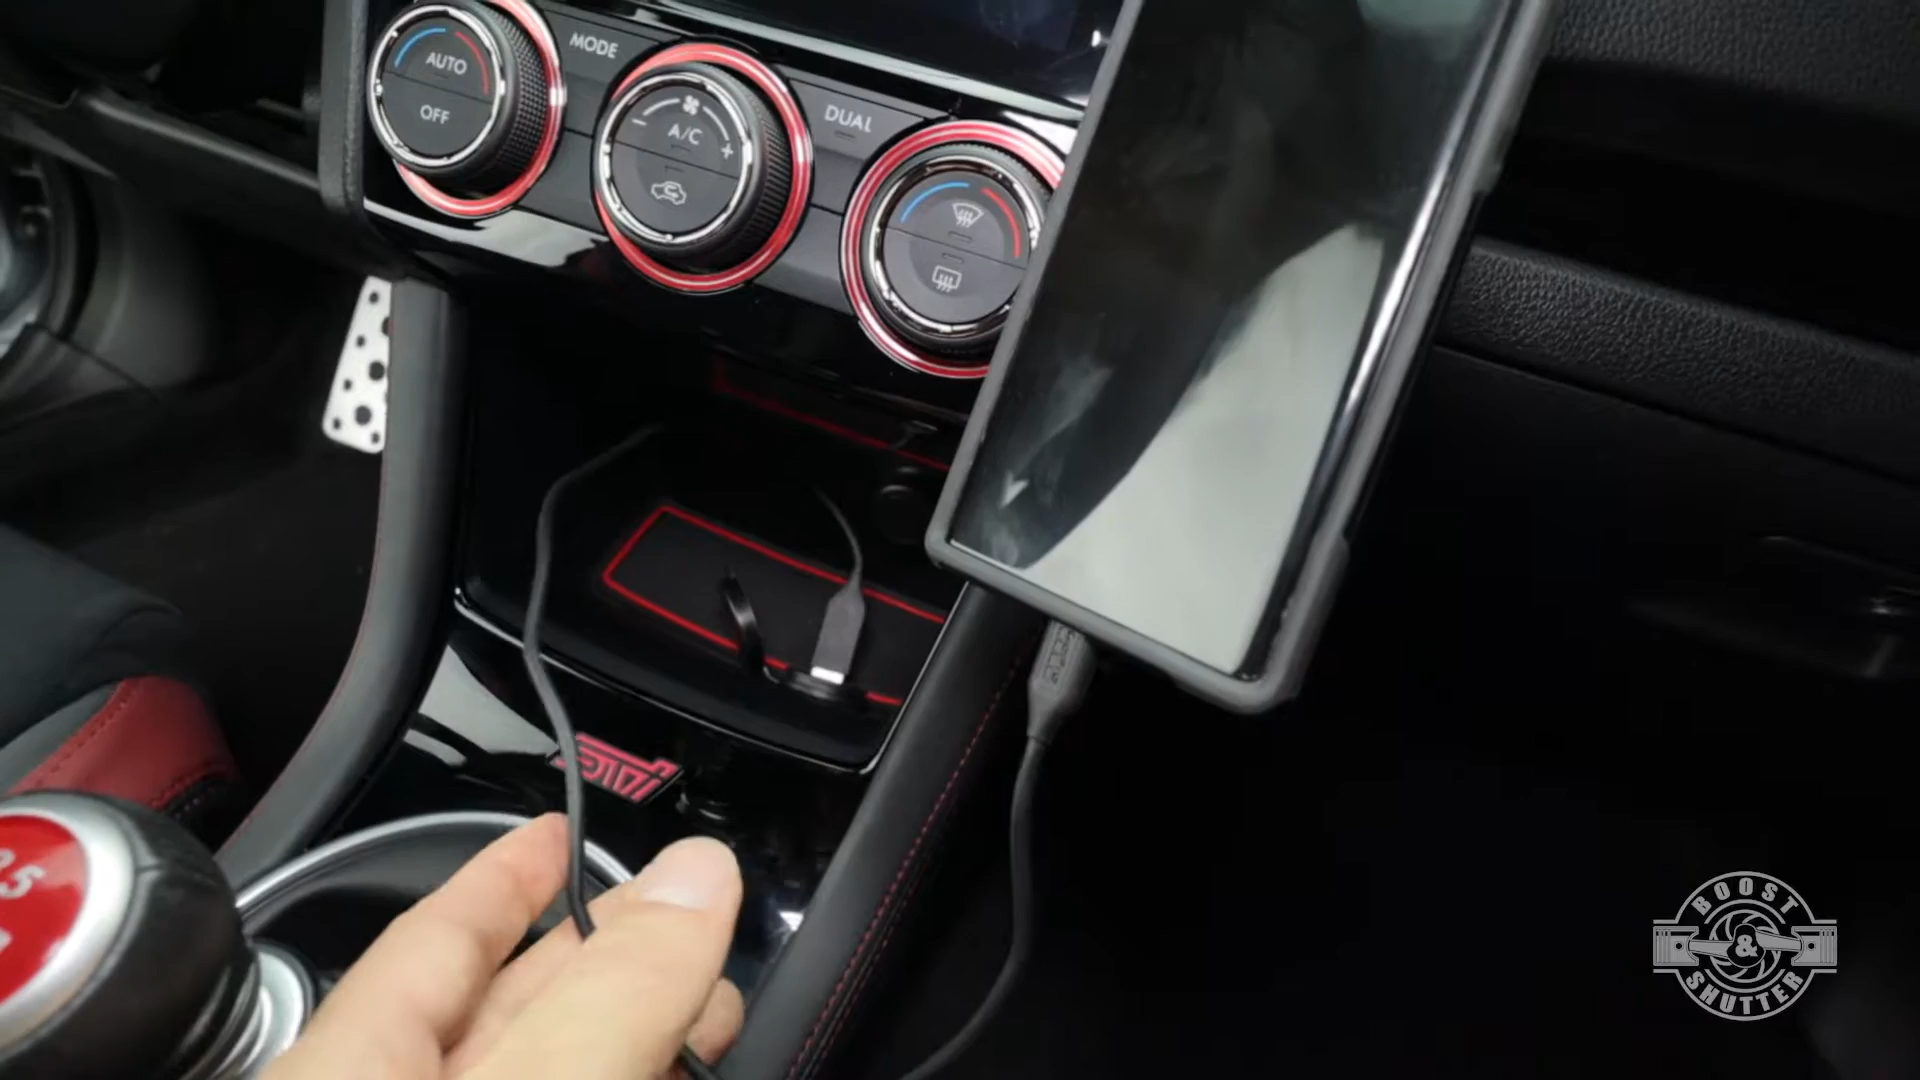 AUTO
OFF
MODE
A/C
DUAL
STI
BOOST
&
SHUTTER